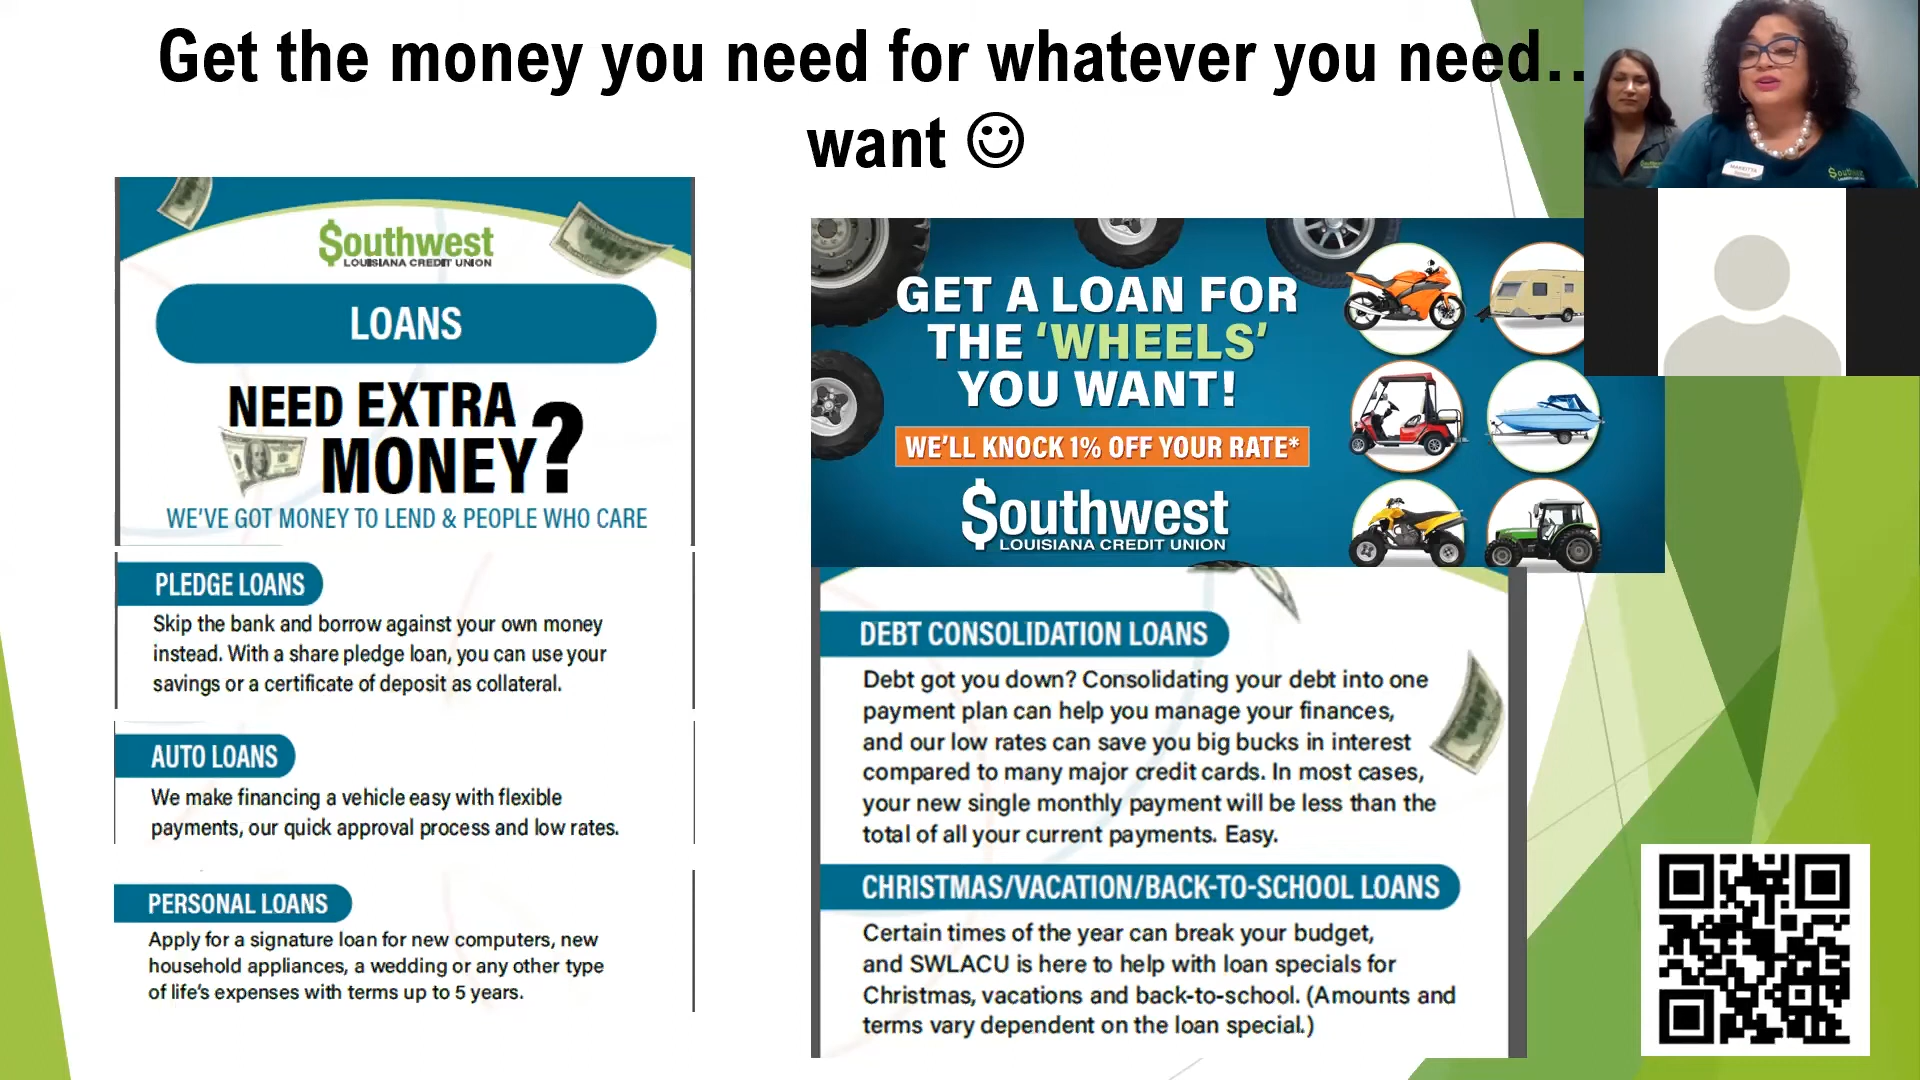 Get the money you need for whatever you need..
want ☺
$outhwest
LOUISIANA CREDIT UNION
LOANS
NEED EXTRA
MONEY?
WE'VE GOT MONEY TO LEND & PEOPLE WHO CARE
PLEDGE LOANS
Skip the bank and borrow against your own money
instead. With a share pledge loan, you can use your
savings or a certificate of deposit as collateral.
AUTO LOANS
We make financing a vehicle easy with flexible
payments, our quick approval process and low rates.
PERSONAL LOANS
Apply for a signature loan for new computers, new
household appliances, a wedding or any other type
of life's expenses with terms up to 5 years.
GET A LOAN FOR
THE 'WHEELS'
YOU WANT!
WE'LL KNOCK 1% OFF YOUR RATE*
$outhwest
LOUISIANA CREDIT UNION
DEBT CONSOLIDATION LOANS
Debt got you down? Consolidating your debt into one
payment plan can help you manage your finances,
and our low rates can save you big bucks in interest
compared to many major credit cards. In most cases,
your new single monthly payment will be less than the
total of all your current payments. Easy.
CHRISTMAS/VACATION/BACK-TO-SCHOOL LOANS
Certain times of the year can break your budget,
and SWLACU is here to help with loan specials for
Christmas, vacations and back-to-school. (Amounts and
terms vary dependent on the loan special.)